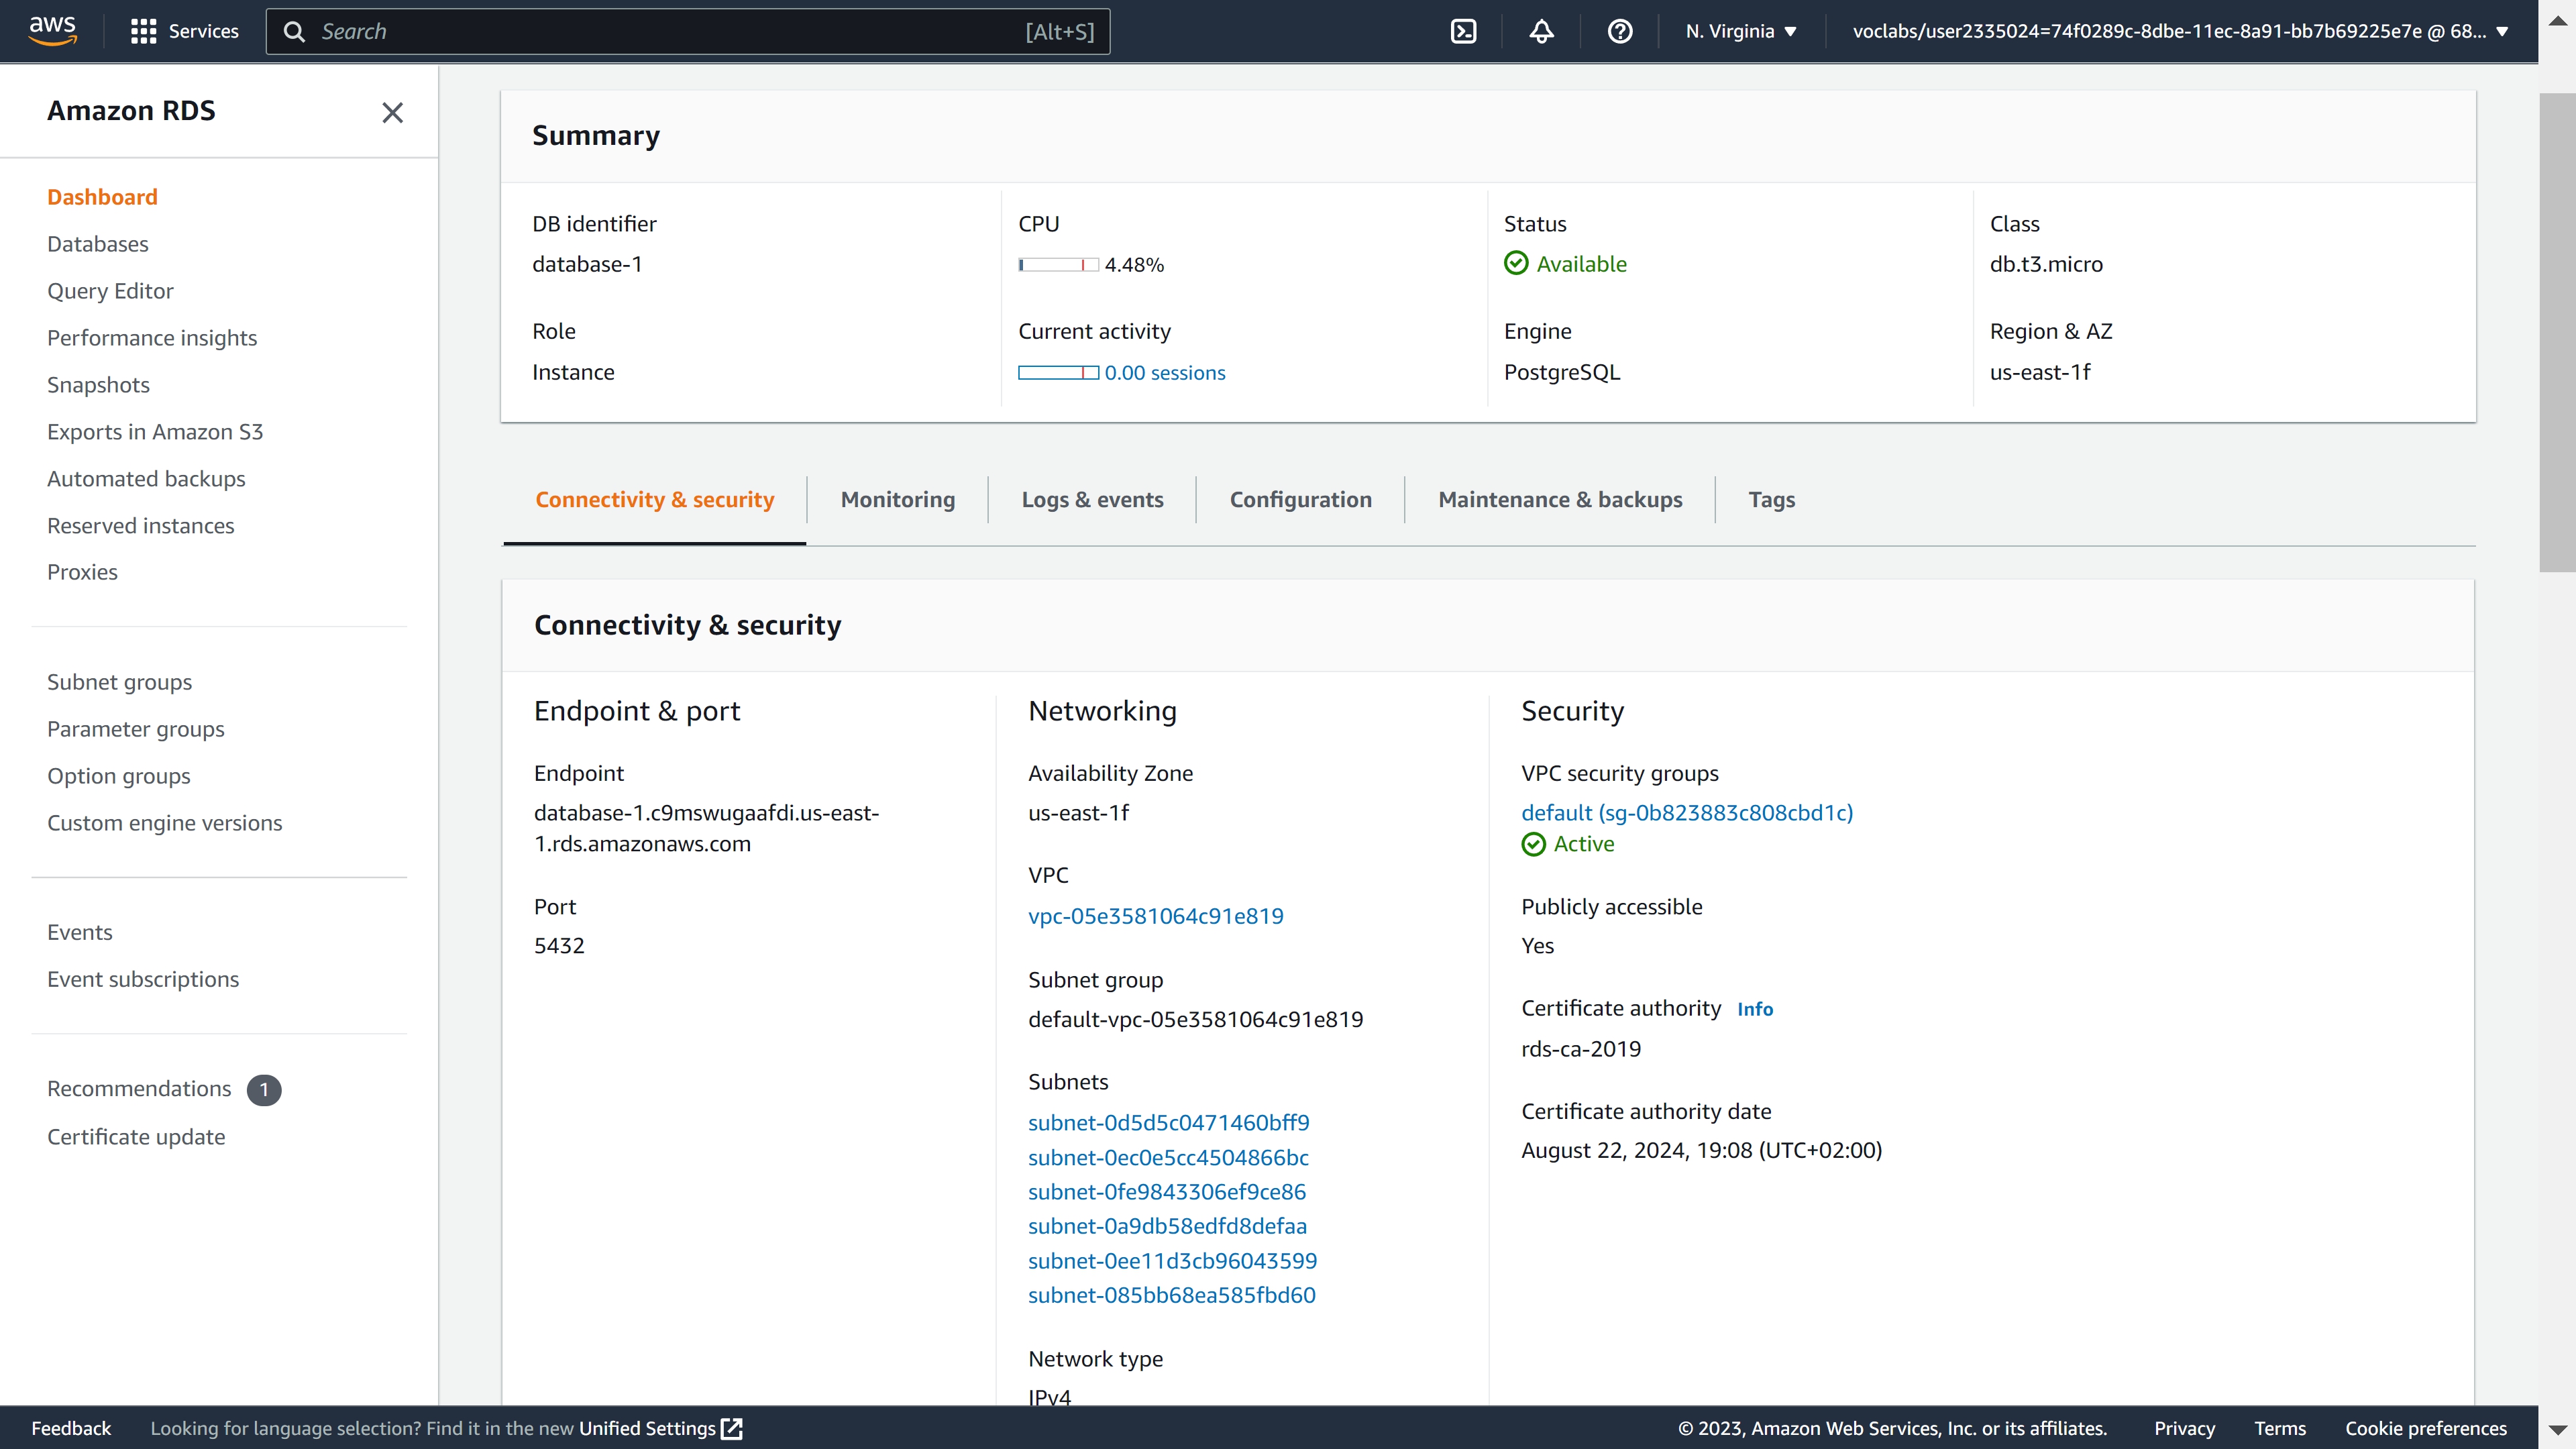 aws
Services
Search
[Alt+S]
N. Virginia
voclabs/user2335024=74f0289c-8dbe-11ec-8a91-bb7b69225e7e @ 68...
Amazon RDS
Dashboard
Databases
Query Editor
Performance insights
Snapshots
Exports in Amazon S3
Automated backups
Reserved instances
Proxies
Subnet groups
Parameter groups
Option groups
Custom engine versions
Events
Event subscriptions
Recommendations 1
Certificate update
Summary
DB identifier
database-1
CPU
4.48%
Status
Available
Class
db.t3.micro
Role
Instance
Current activity
0.00 sessions
Engine
PostgreSQL
Region & AZ
us-east-1f
Connectivity & security
Monitoring
Logs & events
Configuration
Maintenance & backups
Tags
Connectivity & security
Endpoint & port
Endpoint
database-1.c9mswugaafdi.us-east-
1.rds.amazonaws.com
Port
5432
Networking
Availability Zone
us-east-1f
VPC
vpc-05e3581064c91e819
Subnet group
default-vpc-05e3581064c91e819
Subnets
subnet-0d5d5c0471460bff9
subnet-0ec0e5cc4504866bc
subnet-0fe9843306ef9ce86
subnet-0a9db58edfd8defaa
subnet-0ee11d3cb96043599
subnet-085bb68ea585fbd60
Network type
IPv4
Security
VPC security groups
default (sg-0b823883c808cbd1c)
Active
Publicly accessible
Yes
Certificate authority Info
rds-ca-2019
Certificate authority date
August 22, 2024, 19:08 (UTC+02:00)
Feedback
Looking for language selection? Find it in the new Unified Settings
© 2023, Amazon Web Services, Inc. or its affiliates.
Privacy
Terms
Cookie preferences